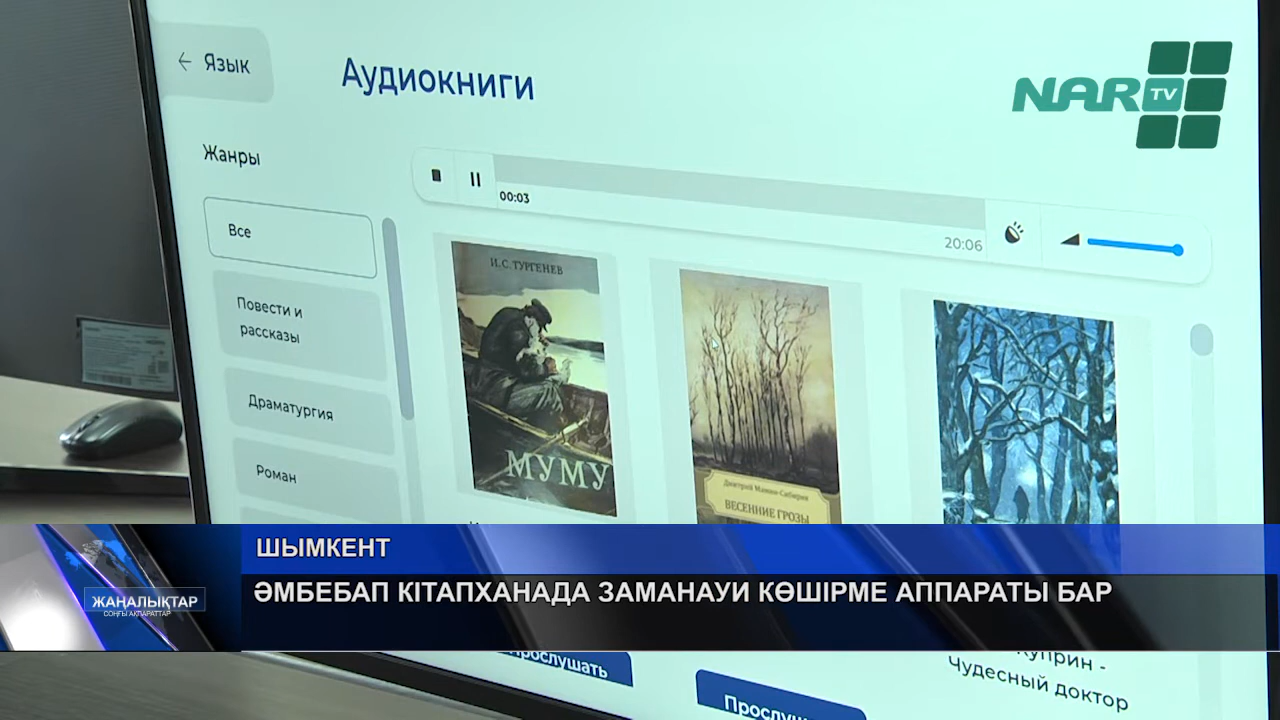 ← Язык
Аудиокниги
NAR TV
Жанры
00:03
20:06
Все
Повести и
рассказы
Драматургия
Роман
И.С. ТУРГЕНЕВ
МУМУ
Дмитрий Мамин-Сибиряк
ВЕСЕННИЕ ГРОЗЫ
ШЫМКЕНТ
ӘМБЕБАП КІТАПХАНАДА ЗАМАНАУИ КӨШІРМЕ АППАРАТЫ БАР
ЖАҢАЛЫҚТАР
СОҢҒЫ АҚПАРАТТАР
Прослушать
Куприн -
Чудесный доктор